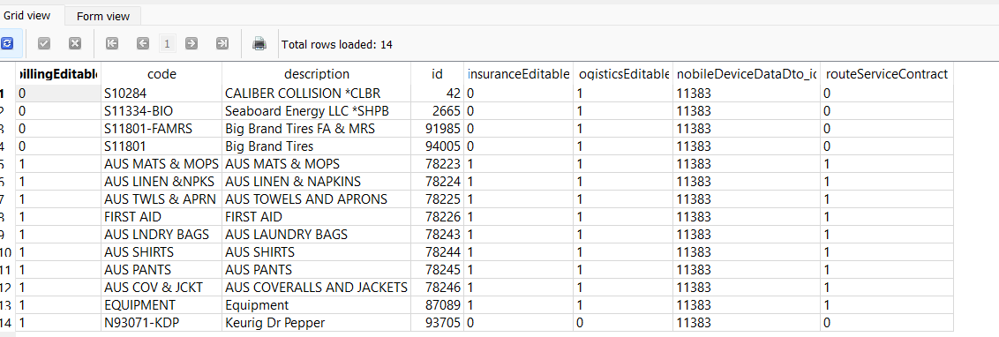 Grid view Form view
1 Total rows loaded: 14
illingEditable code description id insuranceEditable ogisticsEditable nobileDeviceDataDto_id routeServiceContract
1 0 S10284 CALIBER COLLISION *CLBR 42 0 1 11383 0
2 0 S11334-BIO Seaboard Energy LLC *SHPB 2665 0 1 11383 0
3 0 S11801-FAMRS Big Brand Tires FA & MRS 91985 0 1 11383 0
4 0 S11801 Big Brand Tires 94005 0 1 11383 0
5 1 AUS MATS & MOPS AUS MATS & MOPS 78223 1 1 11383 1
6 1 AUS LINEN &NPKS AUS LINEN & NAPKINS 78224 1 1 11383 1
7 1 AUS TWLS & APRN AUS TOWELS AND APRONS 78225 1 1 11383 1
8 1 FIRST AID FIRST AID 78226 1 1 11383 1
9 1 AUS LNDRY BAGS AUS LAUNDRY BAGS 78243 1 1 11383 1
10 1 AUS SHIRTS AUS SHIRTS 78244 1 1 11383 1
11 1 AUS PANTS AUS PANTS 78245 1 1 11383 1
12 1 AUS COV & JCKT AUS COVERALLS AND JACKETS 78246 1 1 11383 1
13 1 EQUIPMENT Equipment 87089 1 1 11383 1
14 1 N93071-KDP Keurig Dr Pepper 93705 0 0 11383 0